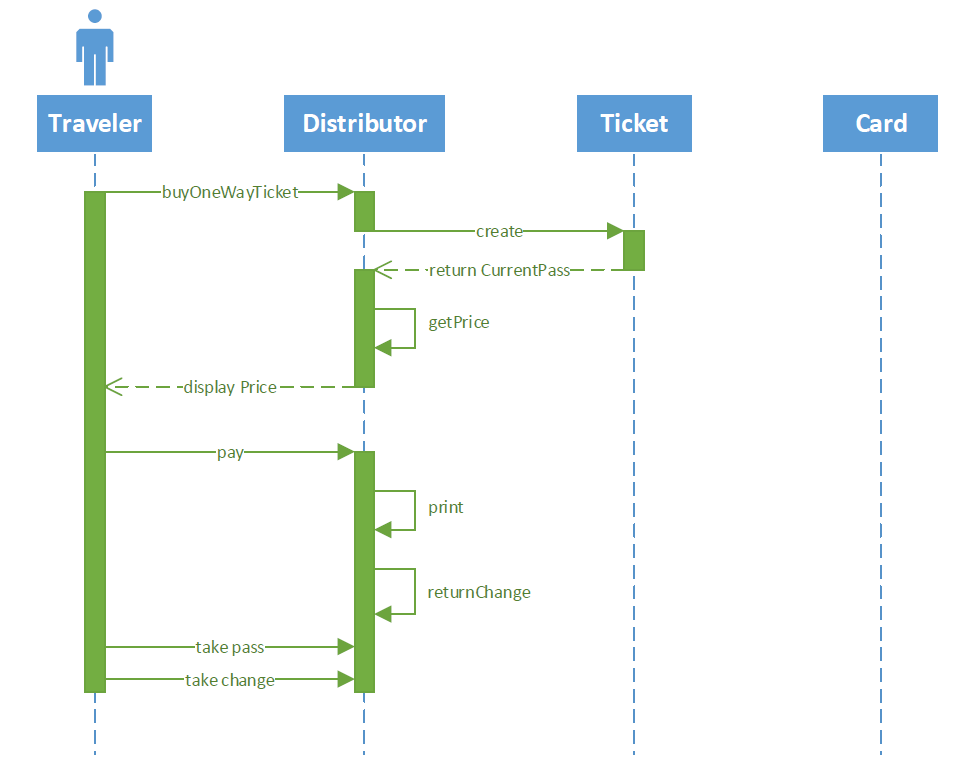 Traveler
Distributor
Ticket
Card
buyOneWayTicket
create
return CurrentPass
getPrice
display Price
pay
print
returnChange
take pass
take change